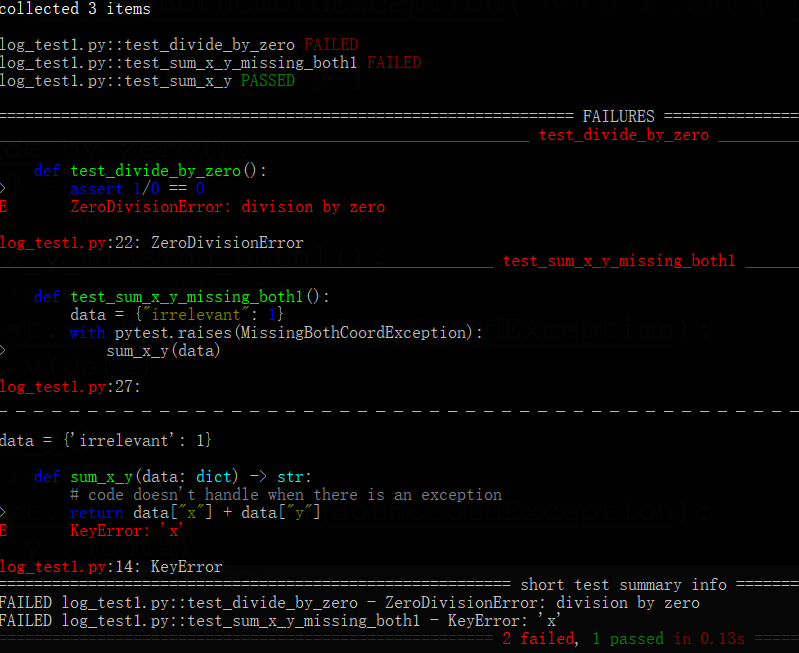 collected 3 items
log_test1.py::test_divide_by_zero FAILED
log_test1.py::test_sum_x_y_missing_both1 FAILED
log_test1.py::test_sum_x_y PASSED
=============================== FAILURES ===============
test_divide_by_zero
def test_divide_by_zero():
> assert 1/0 == 0
E ZeroDivisionError: division by zero
log_test1.py:22: ZeroDivisionError
test_sum_x_y_missing_both1
def test_sum_x_y_missing_both1():
data = {"irrelevant": 1}
with pytest.raises(MissingBothCoordException):
> sum_x_y(data)
log_test1.py:27:
- - - - - - - - - - - - - - - - - - - - - - - - - - - - - - - - - - - - - - - - - - - -
data = {'irrelevant': 1}
def sum_x_y(data: dict) -> str:
# code doesn't handle when there is an exception
> return data["x"] + data["y"]
E KeyError: 'x'
log_test1.py:14: KeyError
========================= short test summary info =======
FAILED log_test1.py::test_divide_by_zero - ZeroDivisionError: division by zero
FAILED log_test1.py::test_sum_x_y_missing_both1 - KeyError: 'x'
========================= 2 failed, 1 passed in 0.13s =====